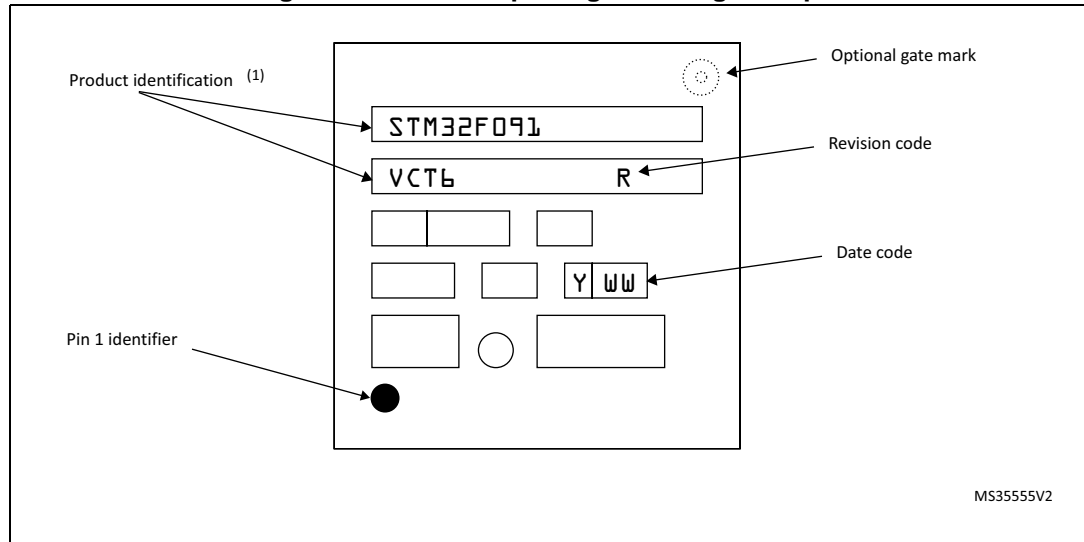 Optional gate mark
Product identification (1)
STM32F091
Revision code
VCT6 R
Date code
Y WW
Pin 1 identifier
MS35555V2